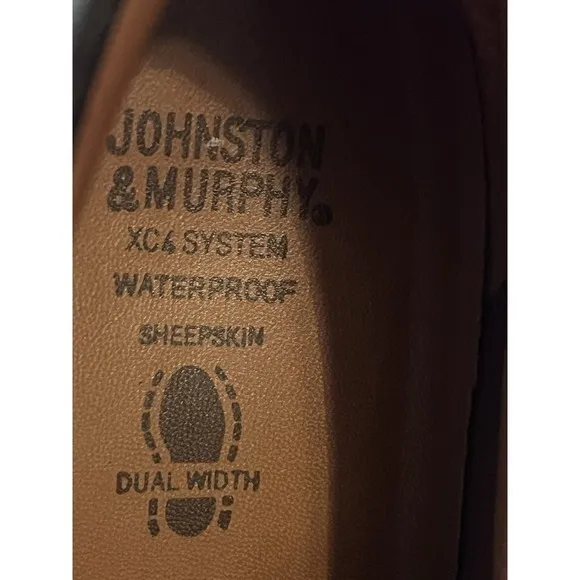 JOHNSTON
& MURPHY®
XC4 SYSTEM
WATERPROOF
SHEEPSKIN
DUAL WIDTH